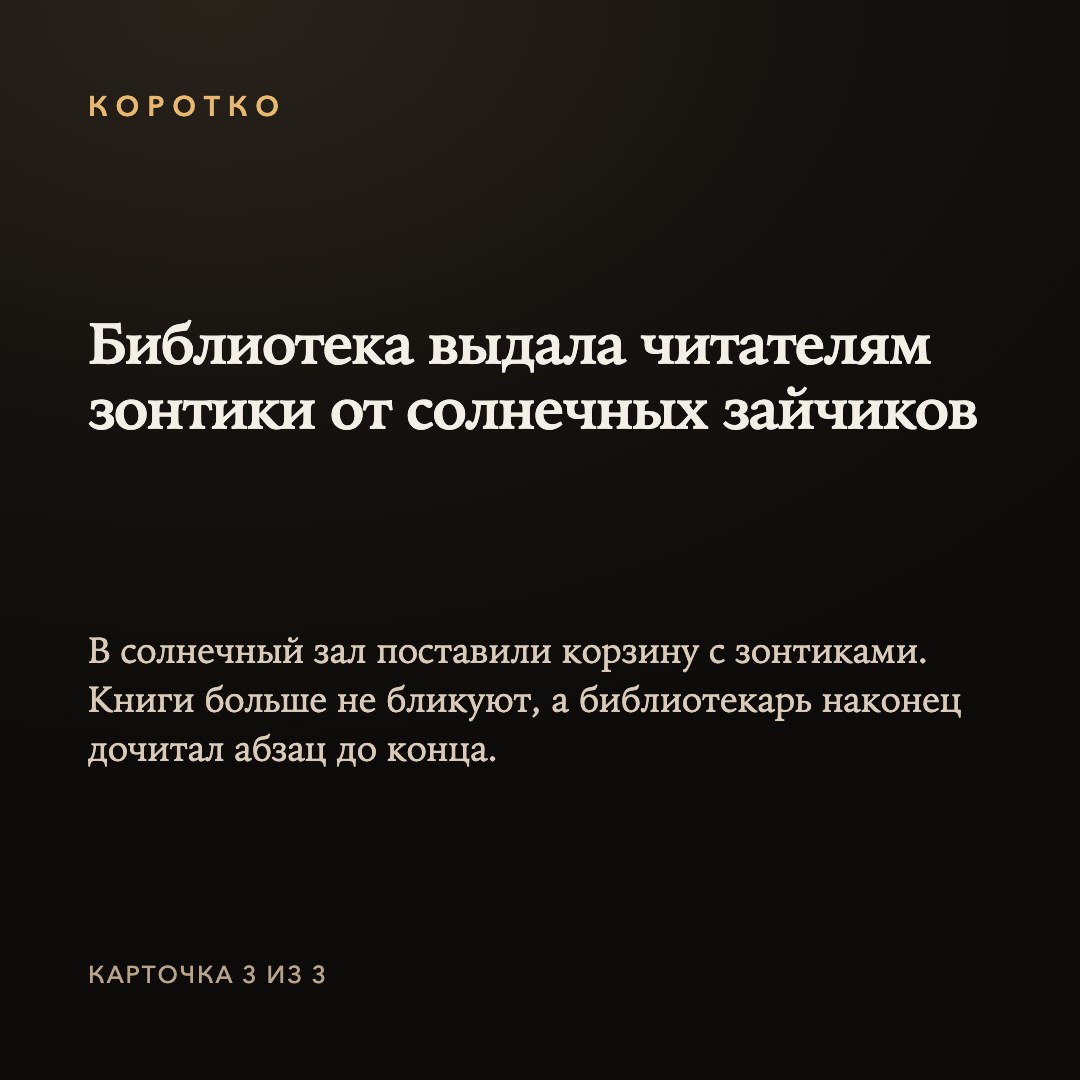 КОРОТКО
Библиотека выдала читателям
зонтики от солнечных зайчиков
В солнечный зал поставили корзину с зонтиками.
Книги больше не бликуют, а библиотекарь наконец
дочитал абзац до конца.
КАРТОЧКА 3 ИЗ 3